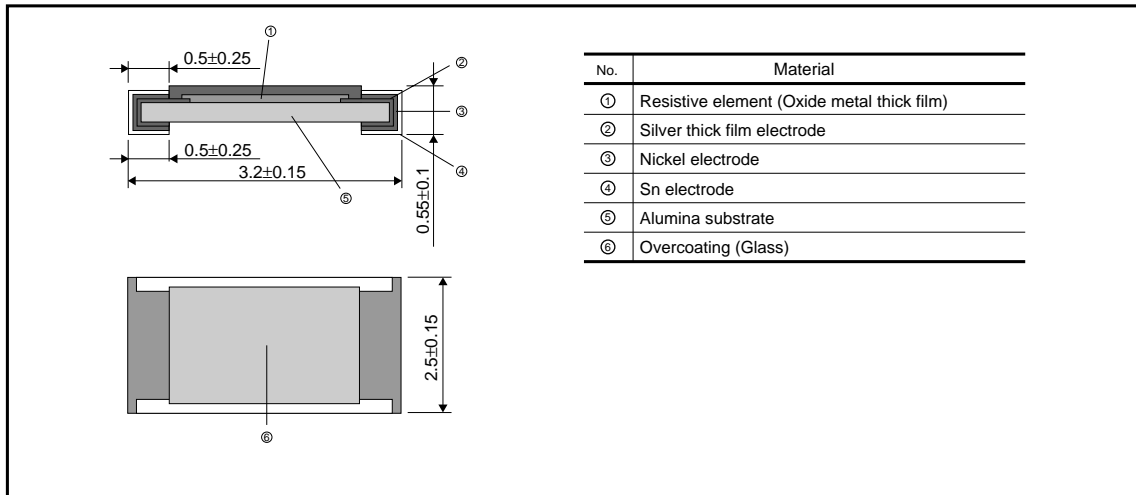 ①
0.5±0.25
②
③
0.5±0.25
④
3.2±0.15
⑤
0.55±0.1
2.5±0.15
⑥
No. Material
① Resistive element (Oxide metal thick film)
② Silver thick film electrode
③ Nickel electrode
④ Sn electrode
⑤ Alumina substrate
⑥ Overcoating (Glass)